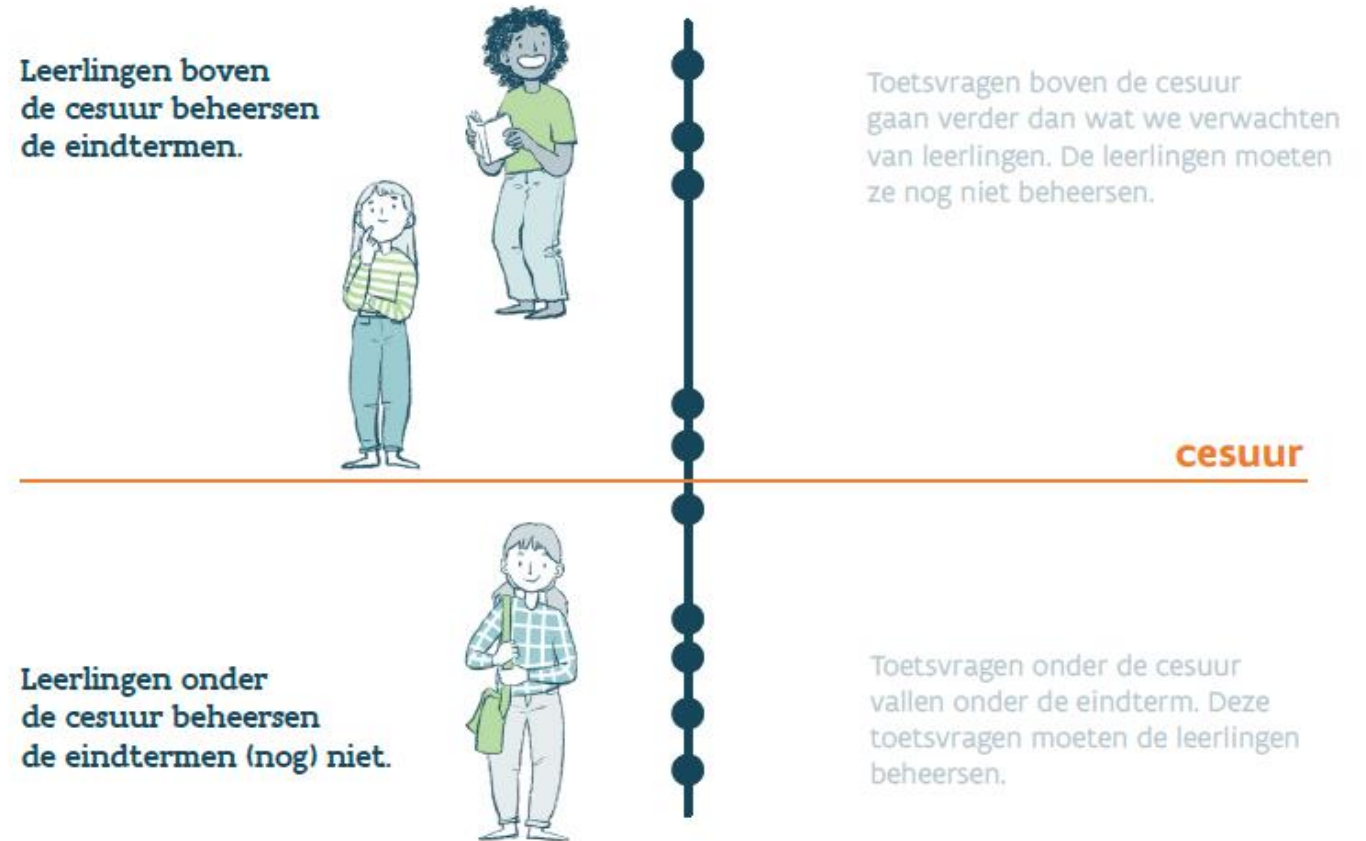 Leerlingen boven
de cesuur beheersen
de eindtermen.
Toetsvragen boven de cesuur
gaan verder dan wat we verwachten
van leerlingen. De leerlingen moeten
ze nog niet beheersen.
cesuur
Leerlingen onder
de cesuur beheersen
de eindtermen (nog) niet.
Toetsvragen onder de cesuur
vallen onder de eindterm. Deze
toetsvragen moeten de leerlingen
beheersen.